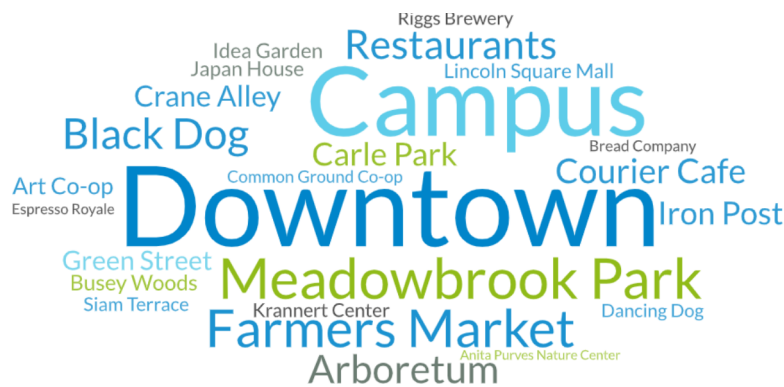 Riggs Brewery
Idea Garden
Restaurants
Japan House
Lincoln Square Mall
Crane Alley
Campus
Black Dog
Bread Company
Carle Park
Courier Cafe
Art Co-op
Common Ground Co-op
Espresso Royale
Downtown
Iron Post
Green Street
Meadowbrook Park
Busey Woods
Siam Terrace
Krannert Center
Dancing Dog
Farmers Market
Anita Purves Nature Center
Arboretum